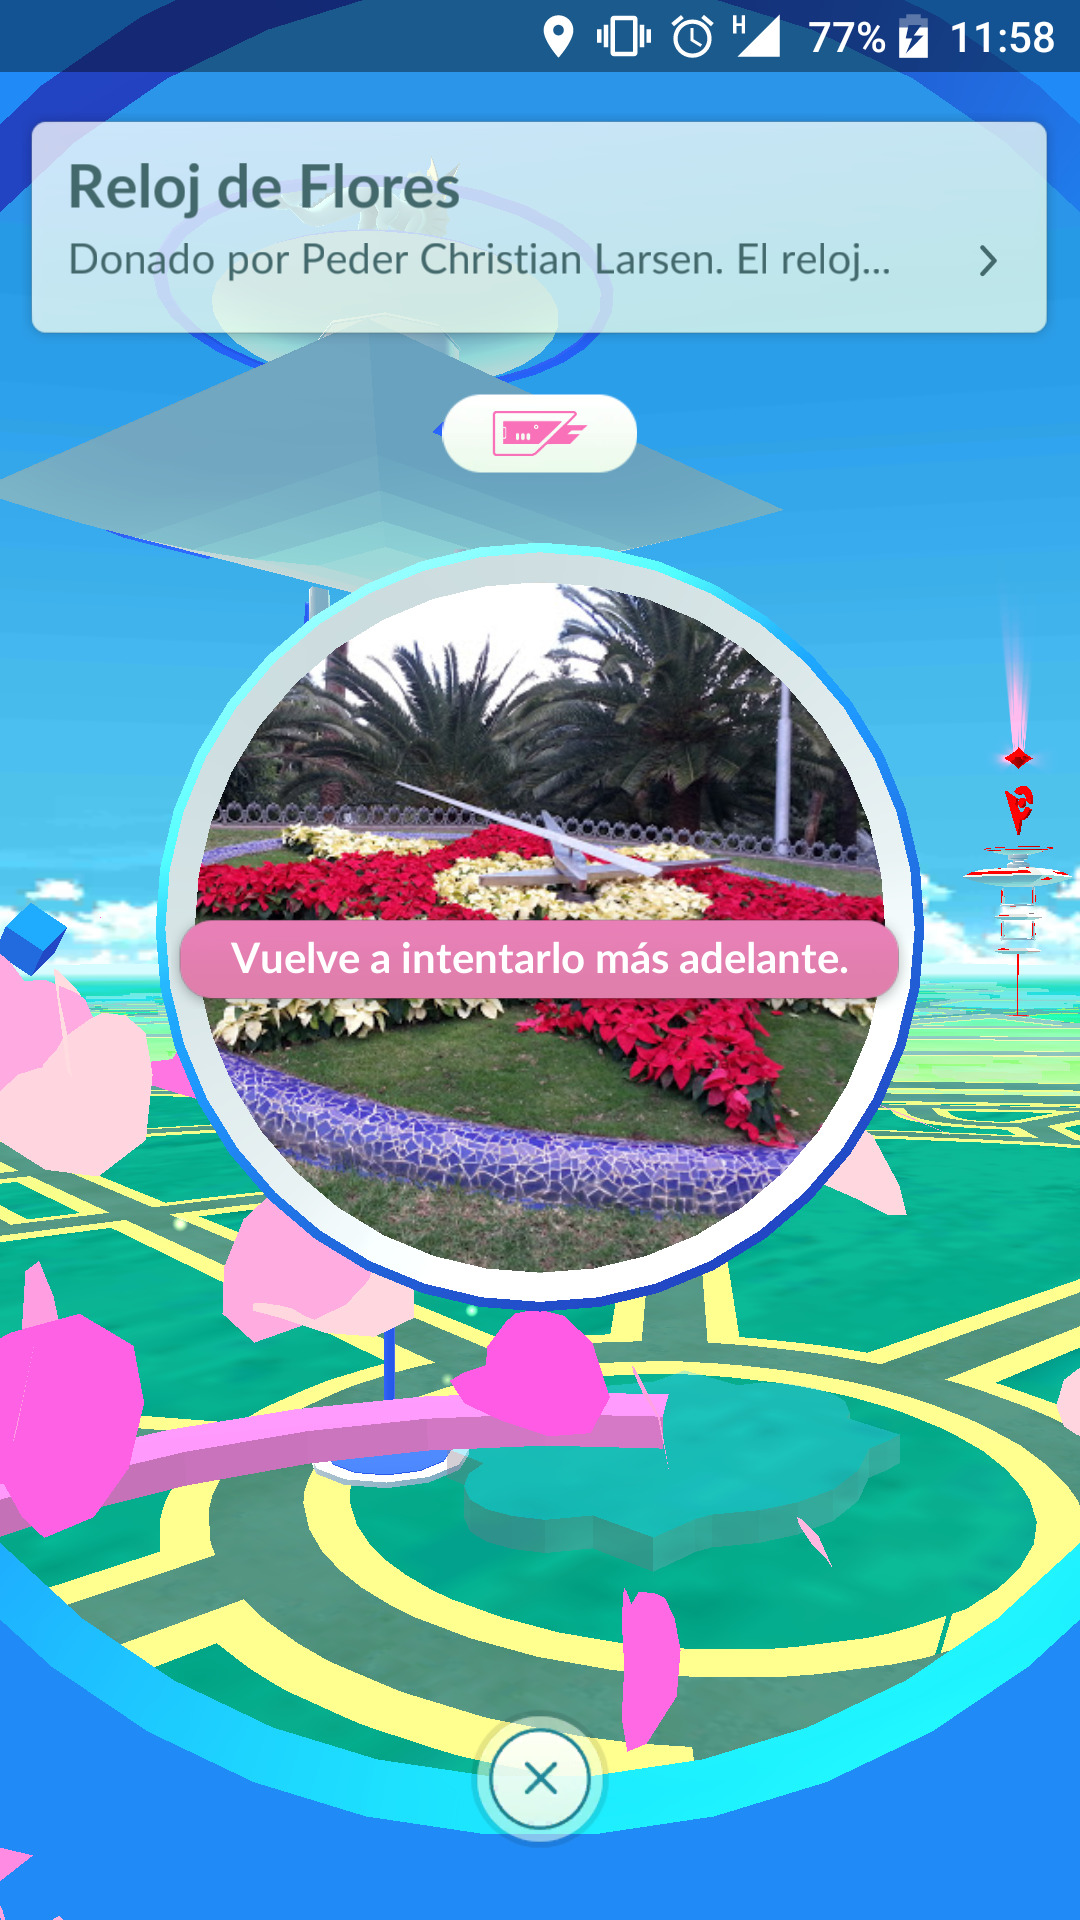 H 77% 11:58
Reloj de Flores
Donado por Peder Christian Larsen. El reloj...
Vuelve a intentarlo más adelante.